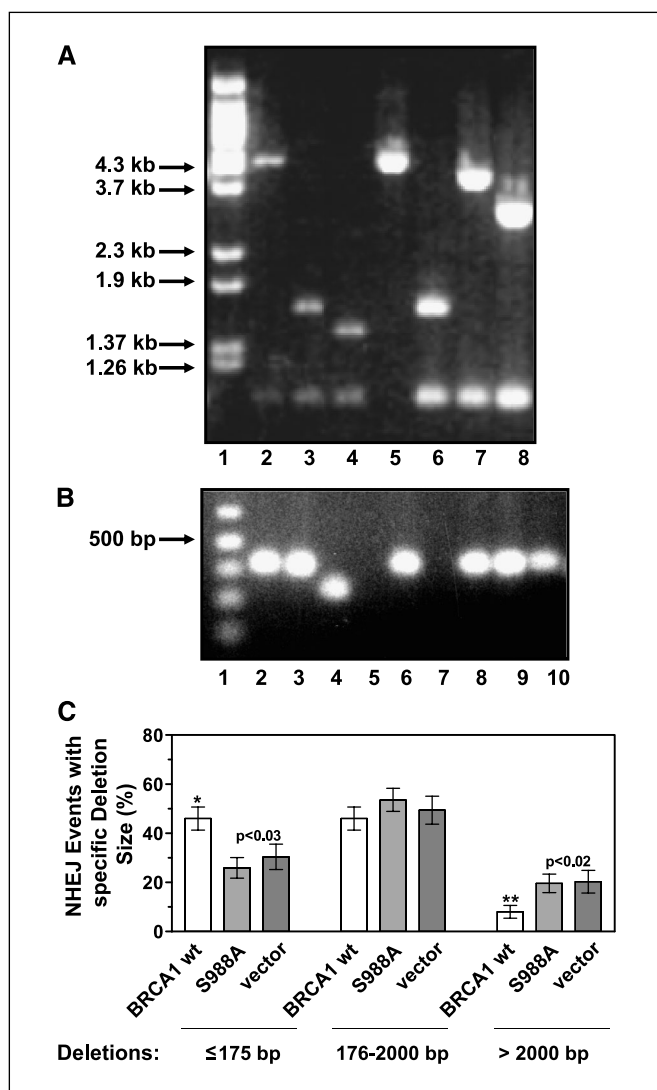 A
4.3 kb
3.7 kb
2.3 kb
1.9 kb
1.37 kb
1.26 kb
1 2 3 4 5 6 7 8
B
500 bp
1 2 3 4 5 6 7 8 9 10
C
NHEJ Events with
specific Deletion
Size (%)
80
60
40
20
0
*
p<0.03
**
p<0.02
BRCA1 wt S988A vector BRCA1 wt S988A vector BRCA1 wt S988A vector
Deletions: ≤175 bp 176-2000 bp > 2000 bp